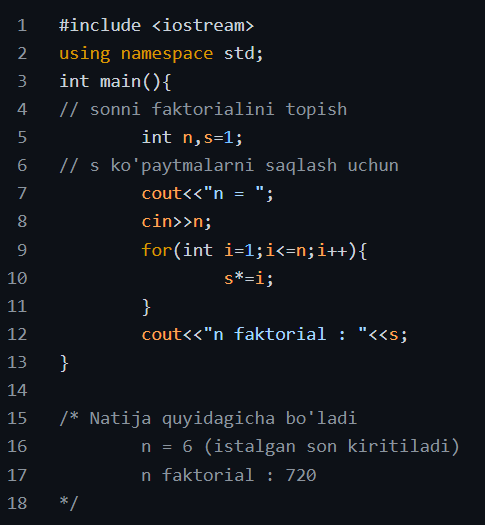 1 #include <iostream>
2 using namespace std;
3 int main(){
4 // sonni faktorialini topish
5 int n,s=1;
6 // s ko'paytmalarni saqlash uchun
7 cout<<"n = ";
8 cin>>n;
9 for(int i=1;i<=n;i++){
10 s*=i;
11 }
12 cout<<"n faktorial : "<<s;
13 }
14
15 /* Natija quyidagicha bo'ladi
16 n = 6 (istalgan son kiritiladi)
17 n faktorial : 720
18 */